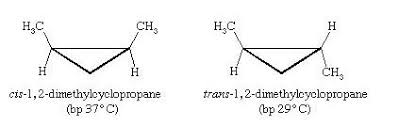 H₃C CH₃ H₃C H
H H H CH₃
cis-1,2-dimethylcyclopropane trans-1,2-dimethylcyclopropane
(bp 37° C) (bp 29° C)